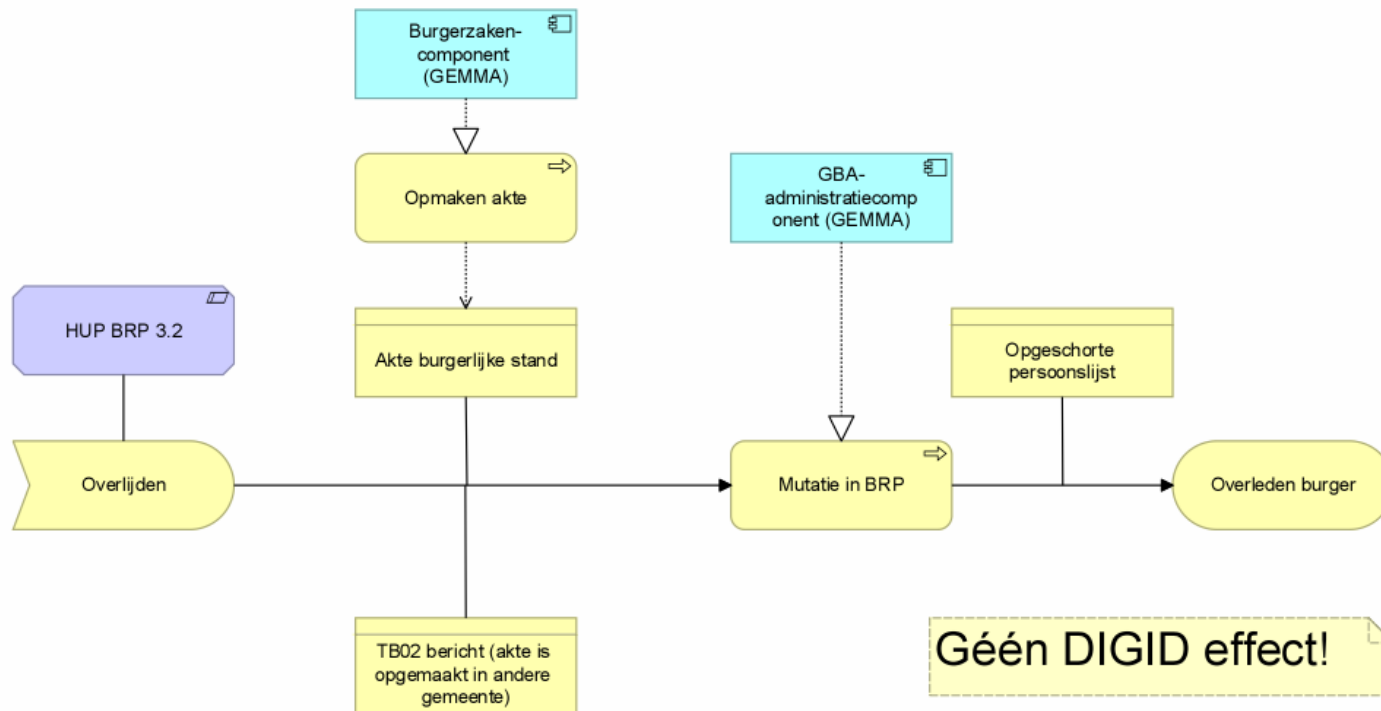 Burgerzaken-
component
(GEMMA)
Opmaken akte
GBA-
administratiecomp
onent (GEMMA)
HUP BRP 3.2
Akte burgerlijke stand
Opgeschorte
persoonslijst
Overlijden
Mutatie in BRP
Overleden burger
TB02 bericht (akte is
opgemaakt in andere
gemeente)
Géén DIGID effect!